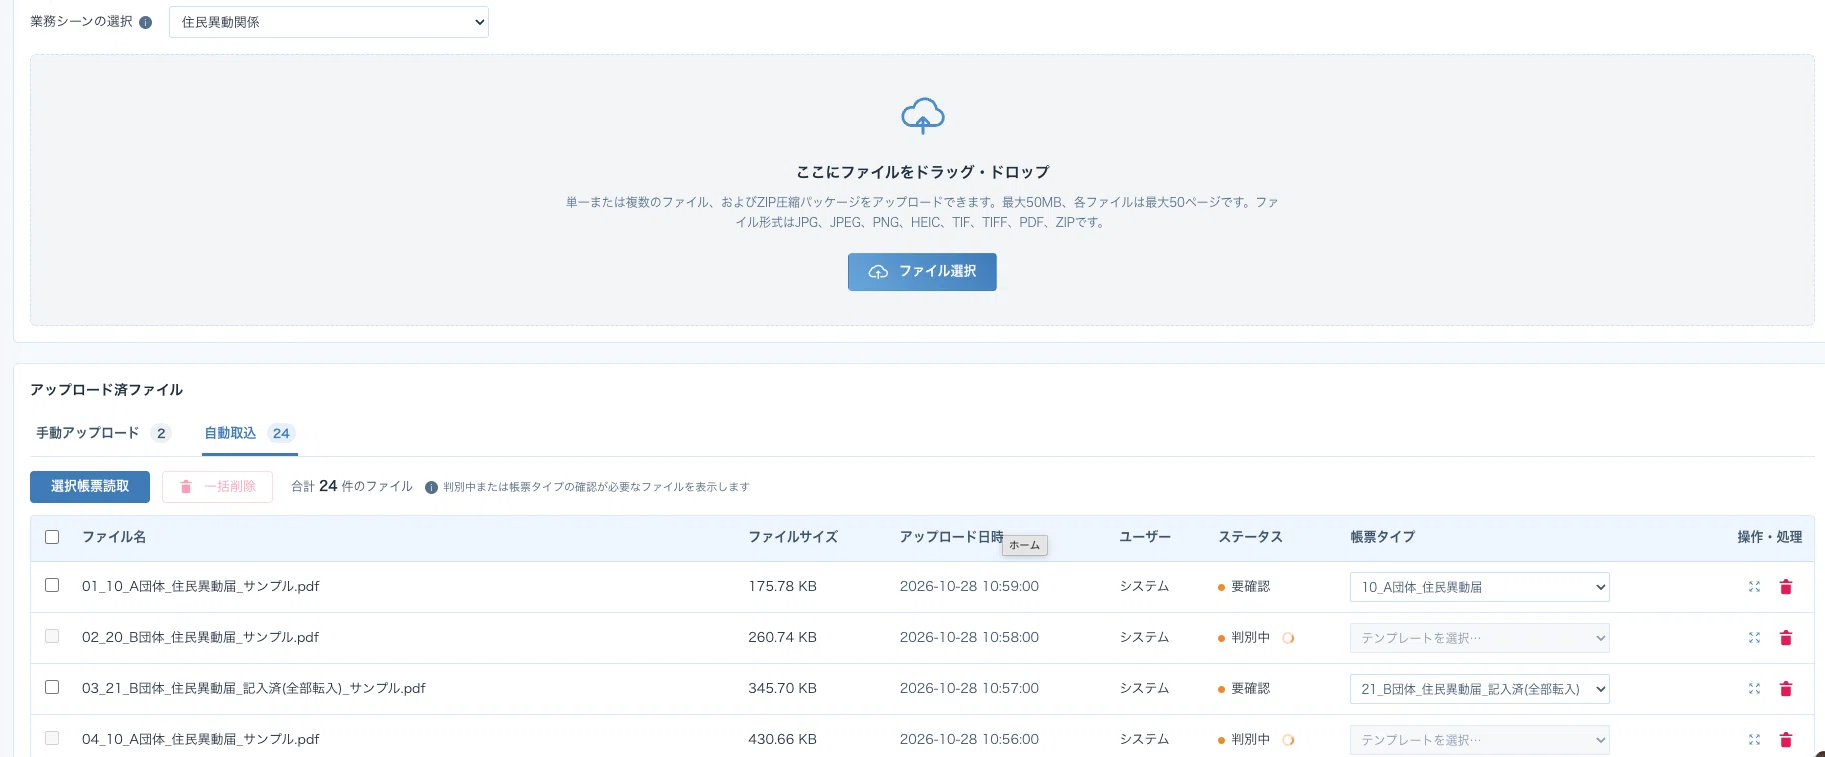 業務シーンの選択
住民異動関係
ここにファイルをドラッグ・ドロップ
単一または複数のファイル、およびZIP圧縮パッケージをアップロードできます。最大50MB、各ファイルは最大50ページです。ファ
イル形式はJPG、JPEG、PNG、HEIC、TIF、TIFF、PDF、ZIPです。
ファイル選択
アップロード済ファイル
手動アップロード 2 自動取込 24
選択帳票読取 一括削除 合計 24 件のファイル 判別中または帳票タイプの確認が必要なファイルを表示します
ファイル名 ファイルサイズ アップロード日時 ユーザー ステータス 帳票タイプ 操作・処理
ホーム
01_10_A団体_住民異動届_サンプル.pdf 175.78 KB 2026-10-28 10:59:00 システム 要確認 10_A団体_住民異動届
02_20_B団体_住民異動届_サンプル.pdf 260.74 KB 2026-10-28 10:58:00 システム 判別中 テンプレートを選択…
03_21_B団体_住民異動届_記入済(全部転入)_サンプル.pdf 345.70 KB 2026-10-28 10:57:00 システム 要確認 21_B団体_住民異動届_記入済(全部転入)
04_10_A団体_住民異動届_サンプル.pdf 430.66 KB 2026-10-28 10:56:00 システム 判別中 テンプレートを選択…